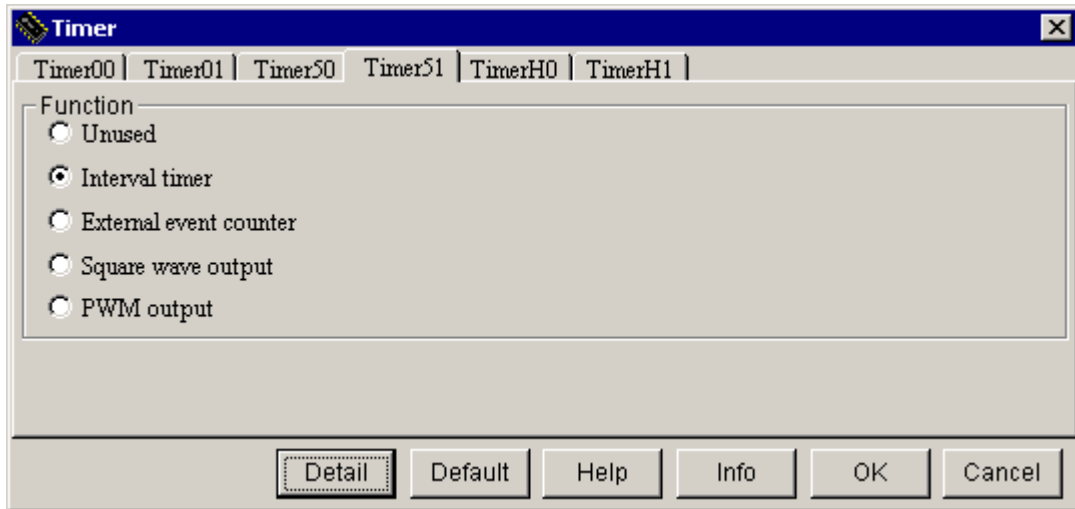 Timer
Timer00 Timer01 Timer50 Timer51 TimerH0 TimerH1
Function
Unused
Interval timer
External event counter
Square wave output
PWM output
Detail Default Help Info OK Cancel